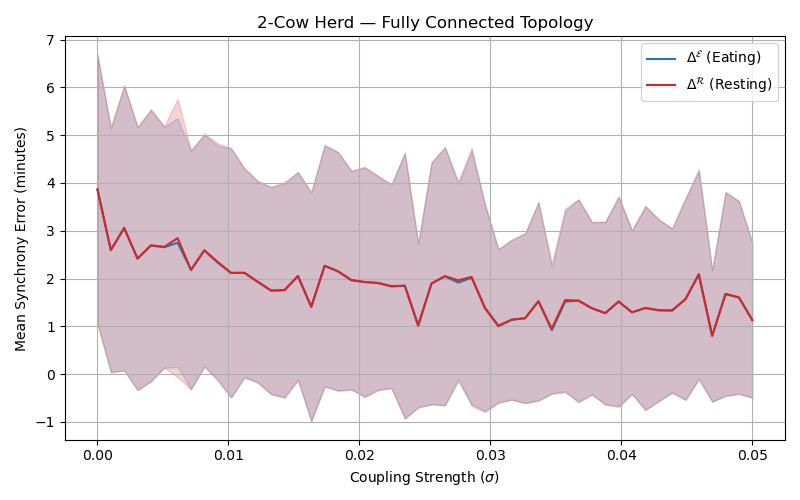 2-Cow Herd — Fully Connected Topology
Mean Synchrony Error (minutes)
7
6
5
4
3
2
1
0
−1
Δ^ℰ (Eating)
Δ^ℛ (Resting)
0.00 0.01 0.02 0.03 0.04 0.05
Coupling Strength (σ)